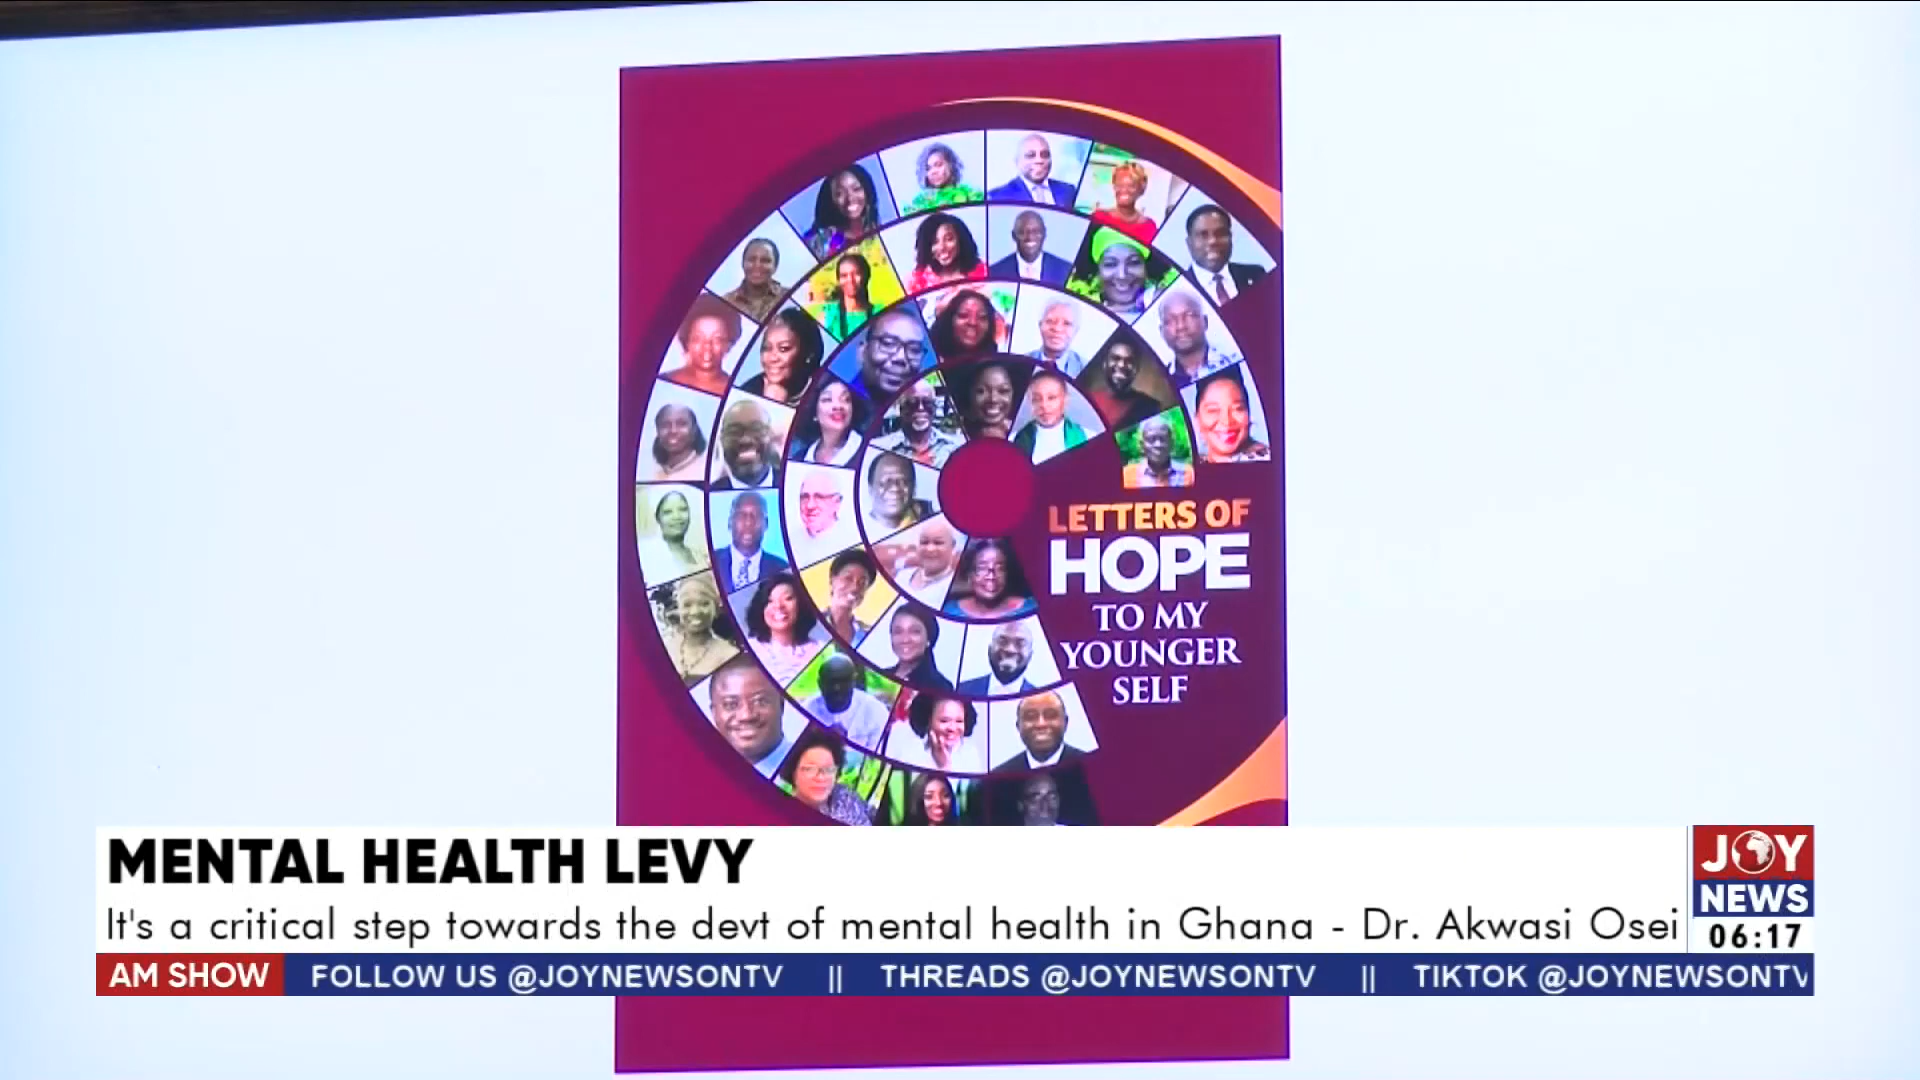 LETTERS OF
HOPE
TO MY
YOUNGER
SELF
MENTAL HEALTH LEVY
It's a critical step towards the devt of mental health in Ghana - Dr. Akwasi Osei
JOY
NEWS
06:17
AM SHOW
FOLLOW US @JOYNEWSONTV || THREADS @JOYNEWSONTV || TIKTOK @JOYNEWSONTV